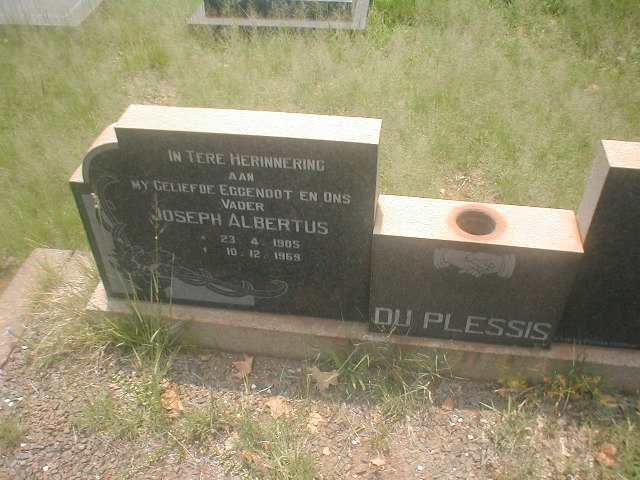 IN TERE HERINNERING
AAN
MY GELIEFDE EGGENOOT EN ONS
VADER
JOSEPH ALBERTUS
* 23. 4. 1905
† 10. 12. 1969
DU PLESSIS